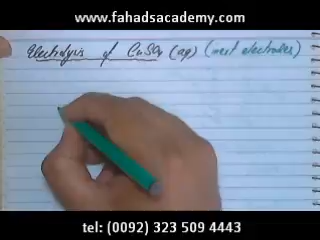 www.fahadsacademy.com
Electrolysis of CuSO4 (aq) (inert electrodes)
tel: (0092) 323 509 4443